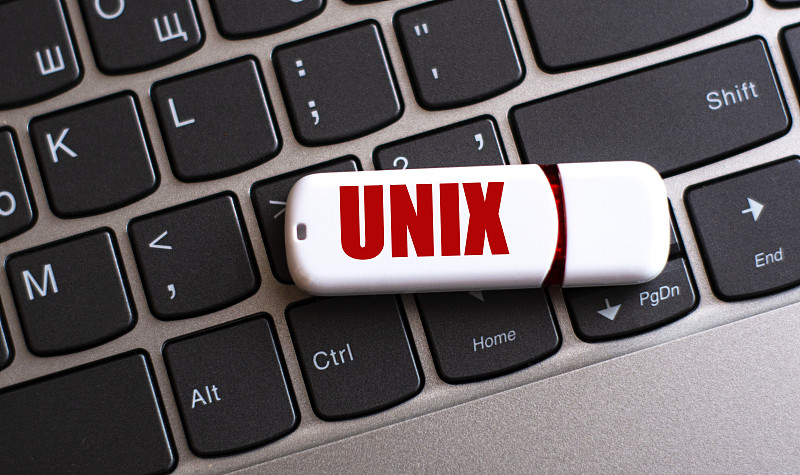 Ш
O Щ
" '
: ;
L
K
Shift
?
,
UNIX
O
<
,
M
End
PgDn
Home
Ctrl
Alt